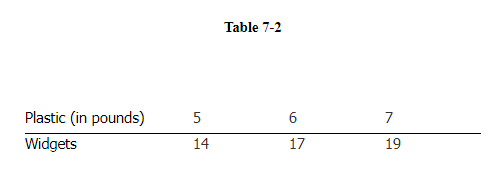 Table 7-2
Plastic (in pounds) 5 6 7
Widgets 14 17 19